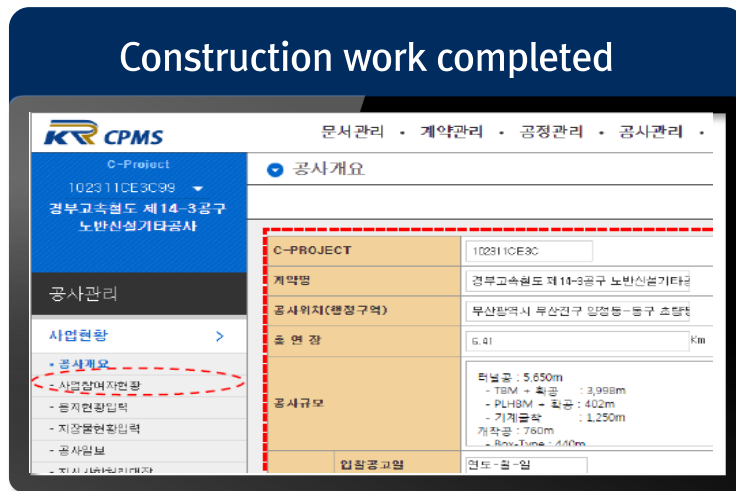 Construction work completed
KR CPMS
문서관리 • 계약관리 • 공정관리 • 공사관리 •
C-Project
102311CE3C99
경부고속철도 제14-3공구
노반신설기타공사
공사관리
사업현황 >
• 공사개요
- 사업참여자현황
- 용지현황입력
- 지장물현황입력
- 공사일보
공사개요
C-PROJECT 102311CE3C
계약명 경부고속철도 제14-3공구 노반신설기타공
공사위치(행정구역) 부산광역시 부산진구 양정동~동구 초량동
총 연 장 6.41 Km
공사규모
터널공 : 5,650m
- TBM + 확공 : 3,998m
- PLHBM + 확공 : 402m
- 기계굴착 : 1,250m
개착공 : 760m
- Box-Type : 440m
입찰공고일 연도-월-일